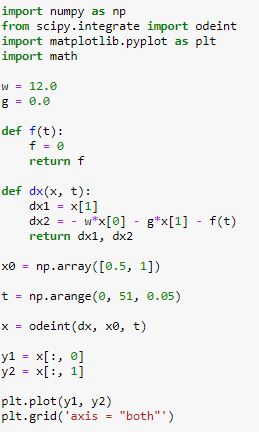 import numpy as np
from scipy.integrate import odeint
import matplotlib.pyplot as plt
import math
w = 12.0
g = 0.0
def f(t):
    f = 0
    return f
def dx(x, t):
    dx1 = x[1]
    dx2 = - w*x[0] - g*x[1] - f(t)
    return dx1, dx2
x0 = np.array([0.5, 1])
t = np.arange(0, 51, 0.05)
x = odeint(dx, x0, t)
y1 = x[:, 0]
y2 = x[:, 1]
plt.plot(y1, y2)
plt.grid('axis = "both"')